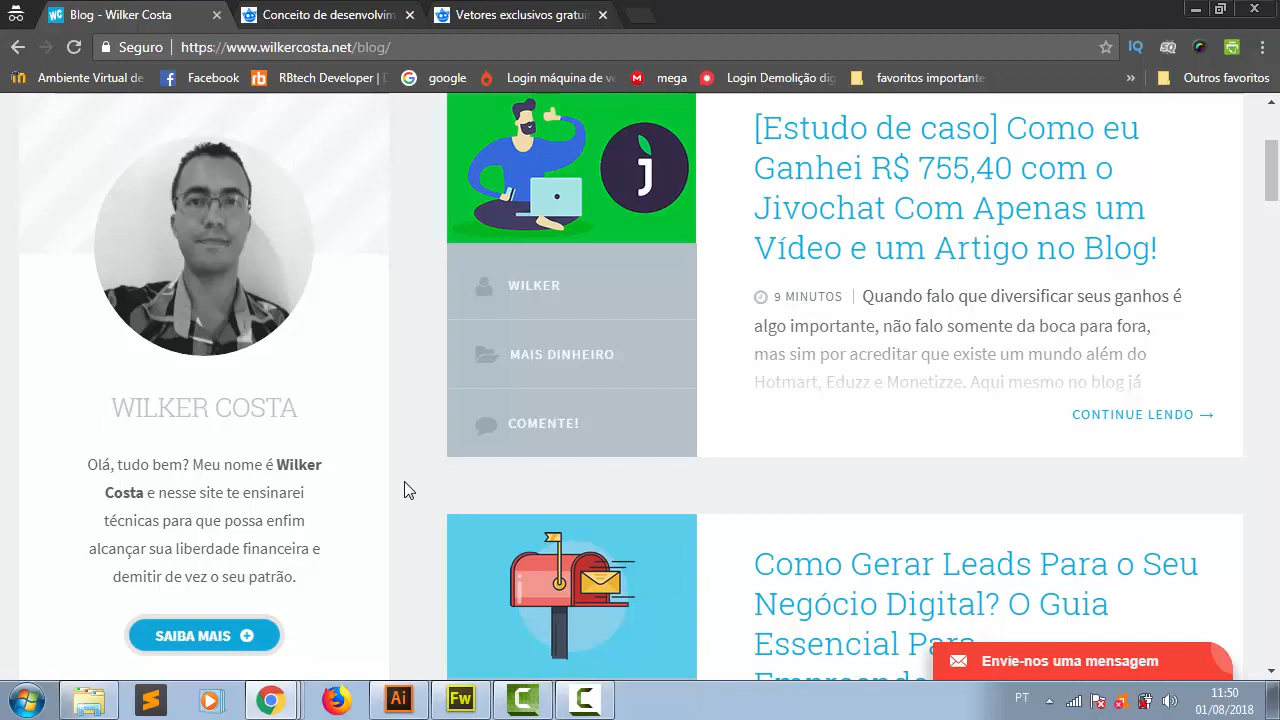 Blog - Wilker Costa
Conceito de desenvolvim
Vetores exclusivos gratui
Seguro
https://www.wilkercosta.net/blog/
IQ
Ambiente Virtual de
Facebook
RBtech Developer |
google
Login máquina de ve
mega
Login Demolição dig
favoritos importante
»
Outros favoritos
[Estudo de caso] Como eu
Ganhei R$ 755,40 com o
Jivochat Com Apenas um
Vídeo e um Artigo no Blog!
9 MINUTOS
Quando falo que diversificar seus ganhos é
algo importante, não falo somente da boca para fora,
mas sim por acreditar que existe um mundo além do
Hotmart, Eduzz e Monetizze. Aqui mesmo no blog já
CONTINUE LENDO →
WILKER
MAIS DINHEIRO
COMENTE!
WILKER COSTA
Olá, tudo bem? Meu nome é Wilker
Costa e nesse site te ensinarei
técnicas para que possa enfim
alcançar sua liberdade financeira e
demitir de vez o seu patrão.
SAIBA MAIS
Como Gerar Leads Para o Seu
Negócio Digital? O Guia
Essencial Para
Envie-nos uma mensagem
Ai
Fw
PT
11:50
01/08/2018